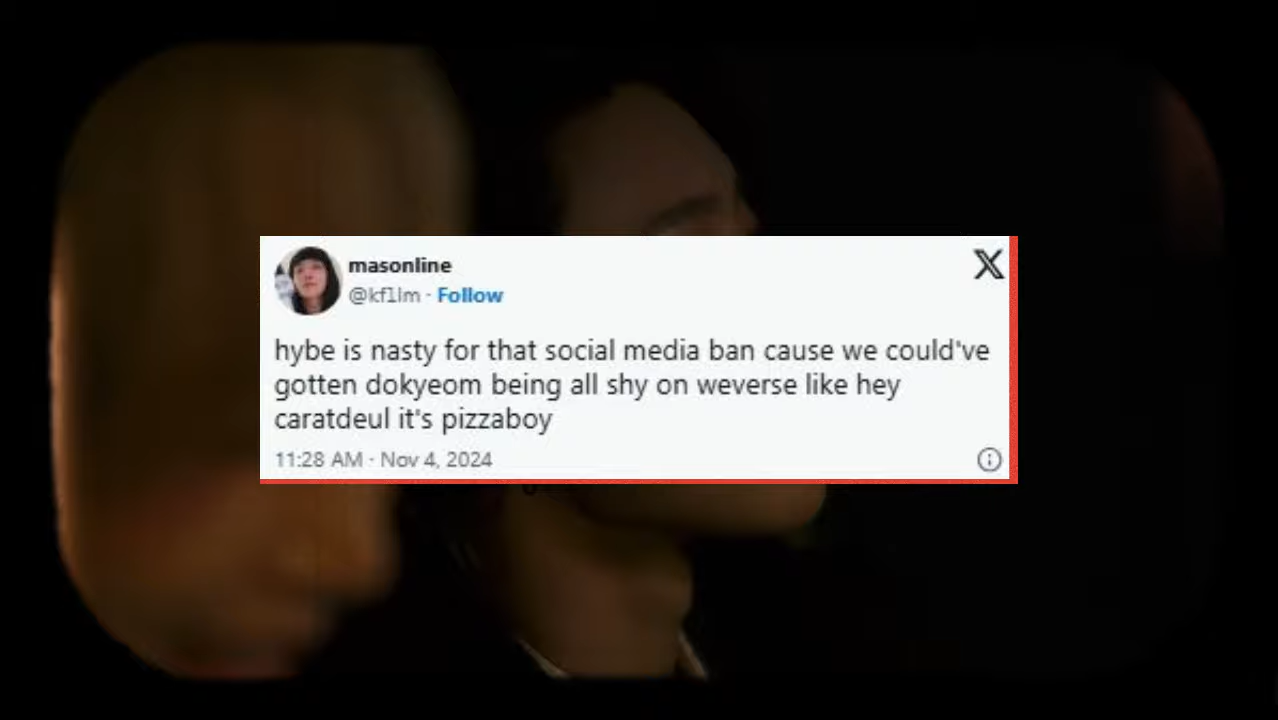 masonline
@kf1lm · Follow
hybe is nasty for that social media ban cause we could've
gotten dokyeom being all shy on weverse like hey
caratdeul it's pizzaboy
11:28 AM · Nov 4, 2024